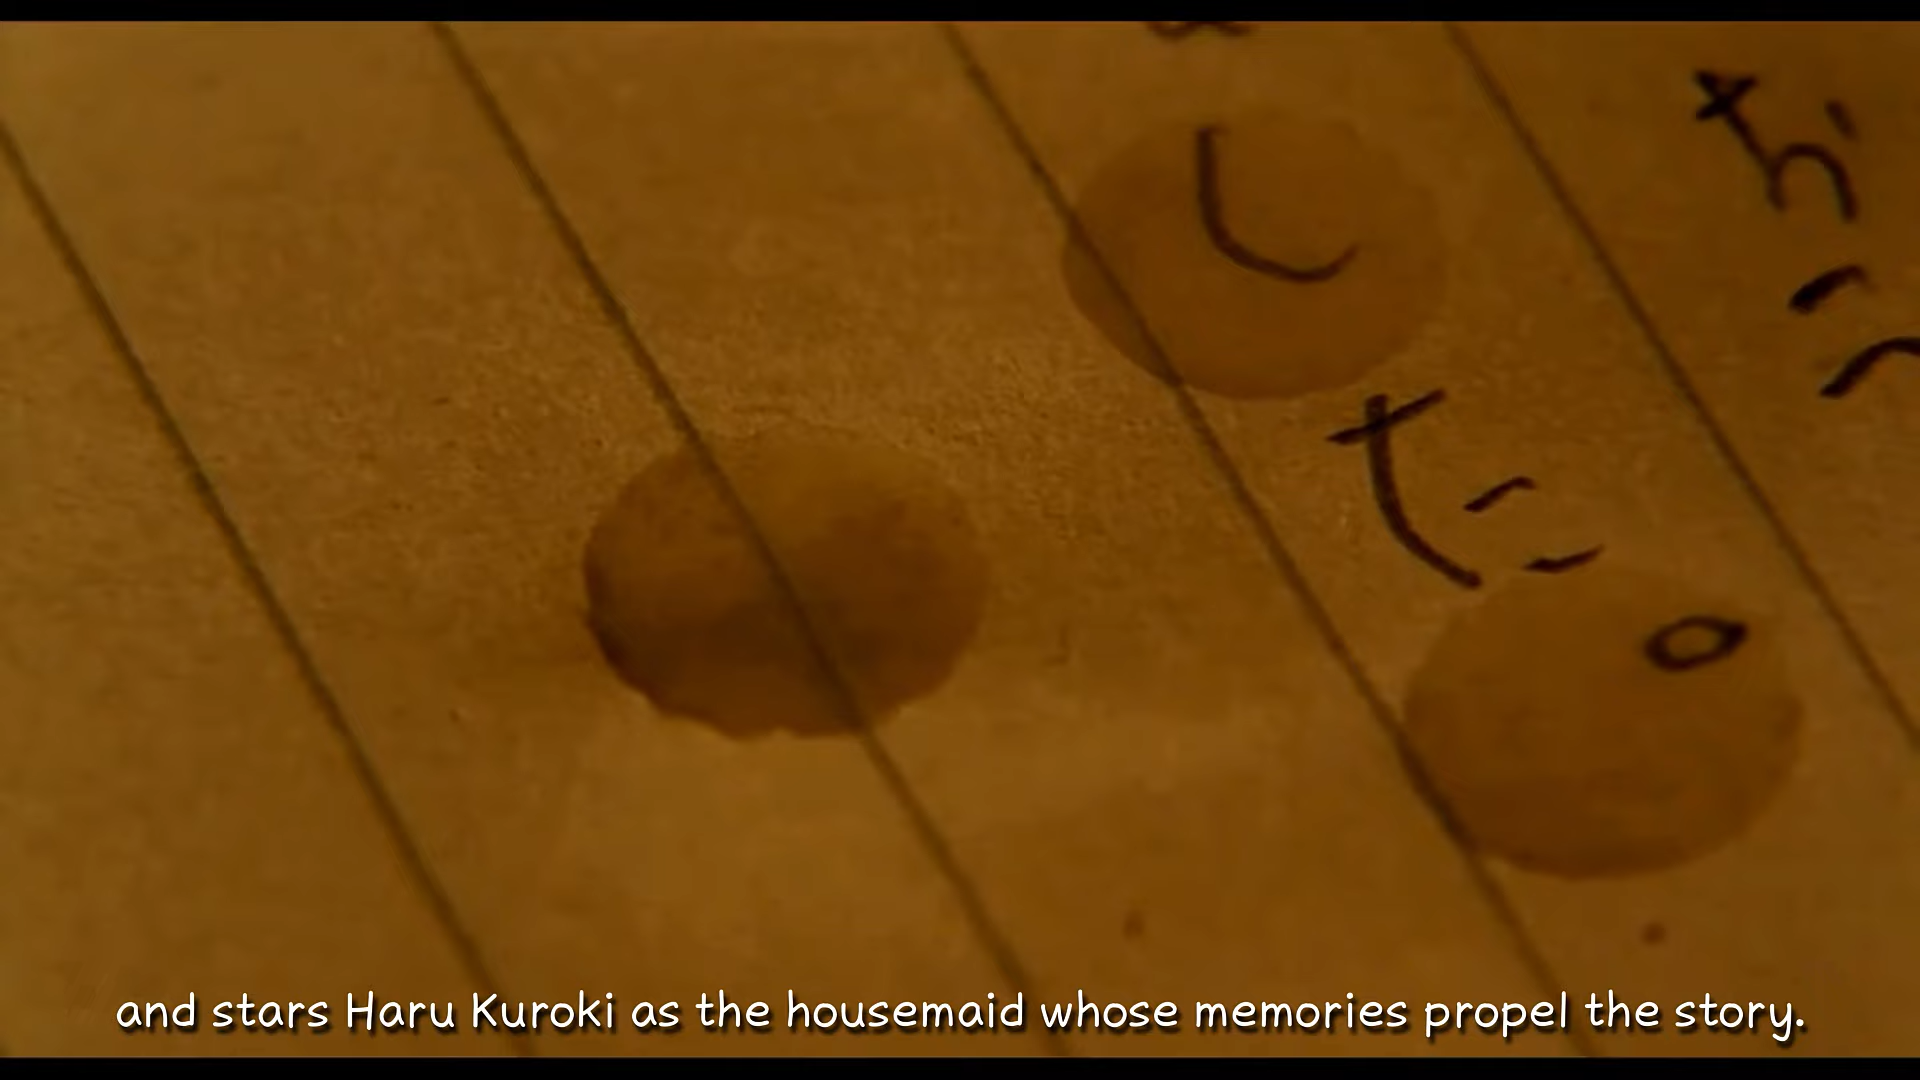 した。
and stars Haru Kuroki as the housemaid whose memories propel the story.